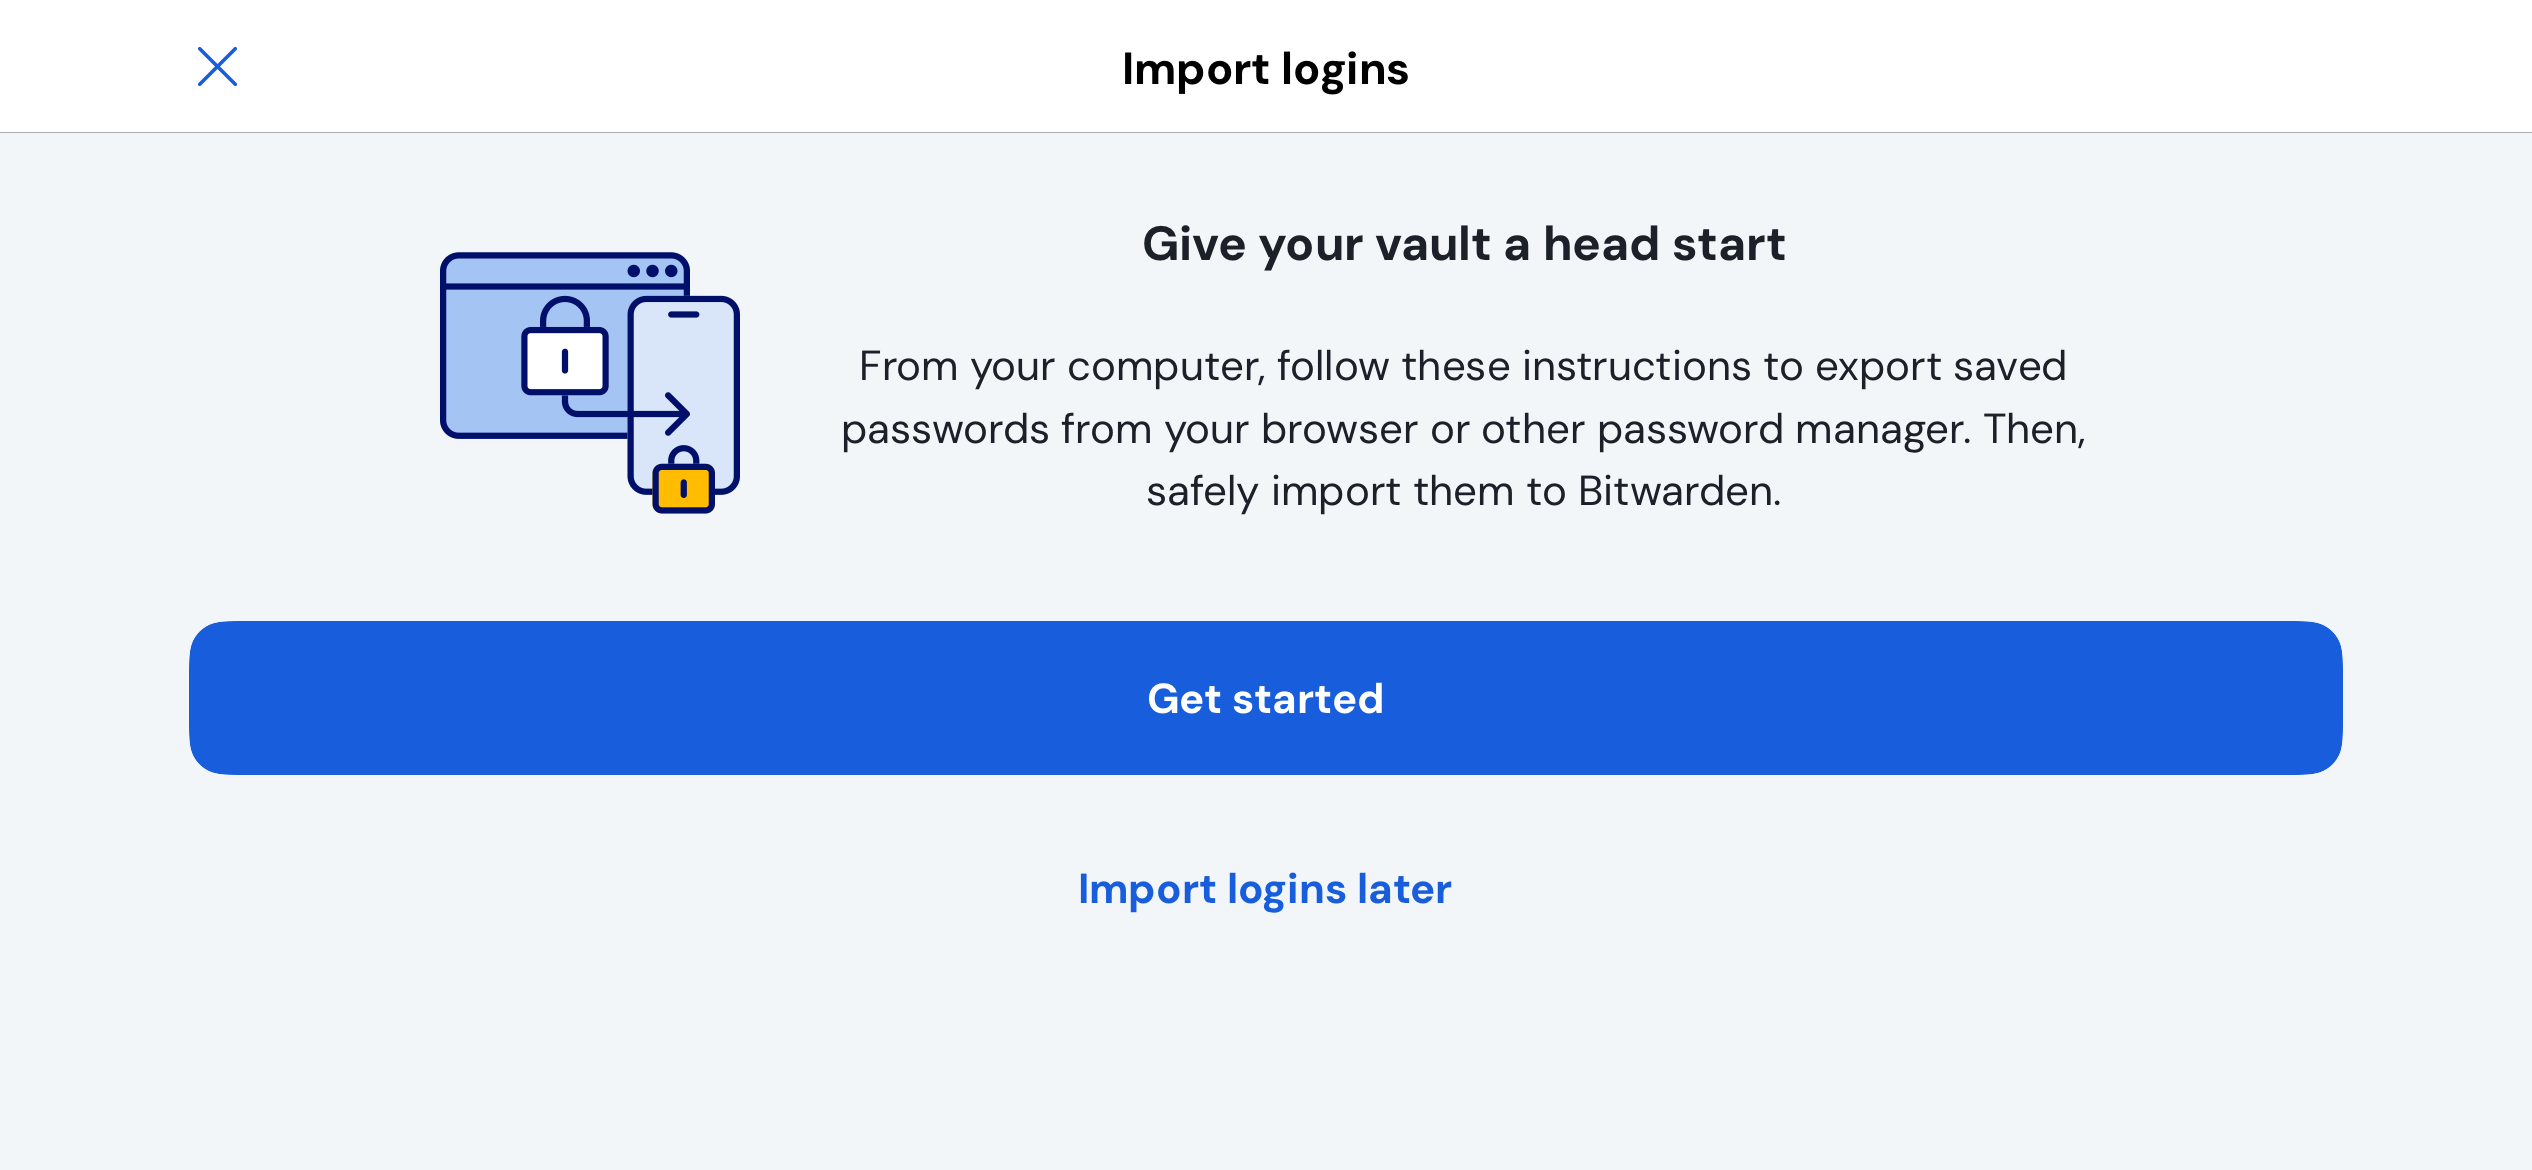 Import logins
Give your vault a head start
From your computer, follow these instructions to export saved
passwords from your browser or other password manager. Then,
safely import them to Bitwarden.
Get started
Import logins later